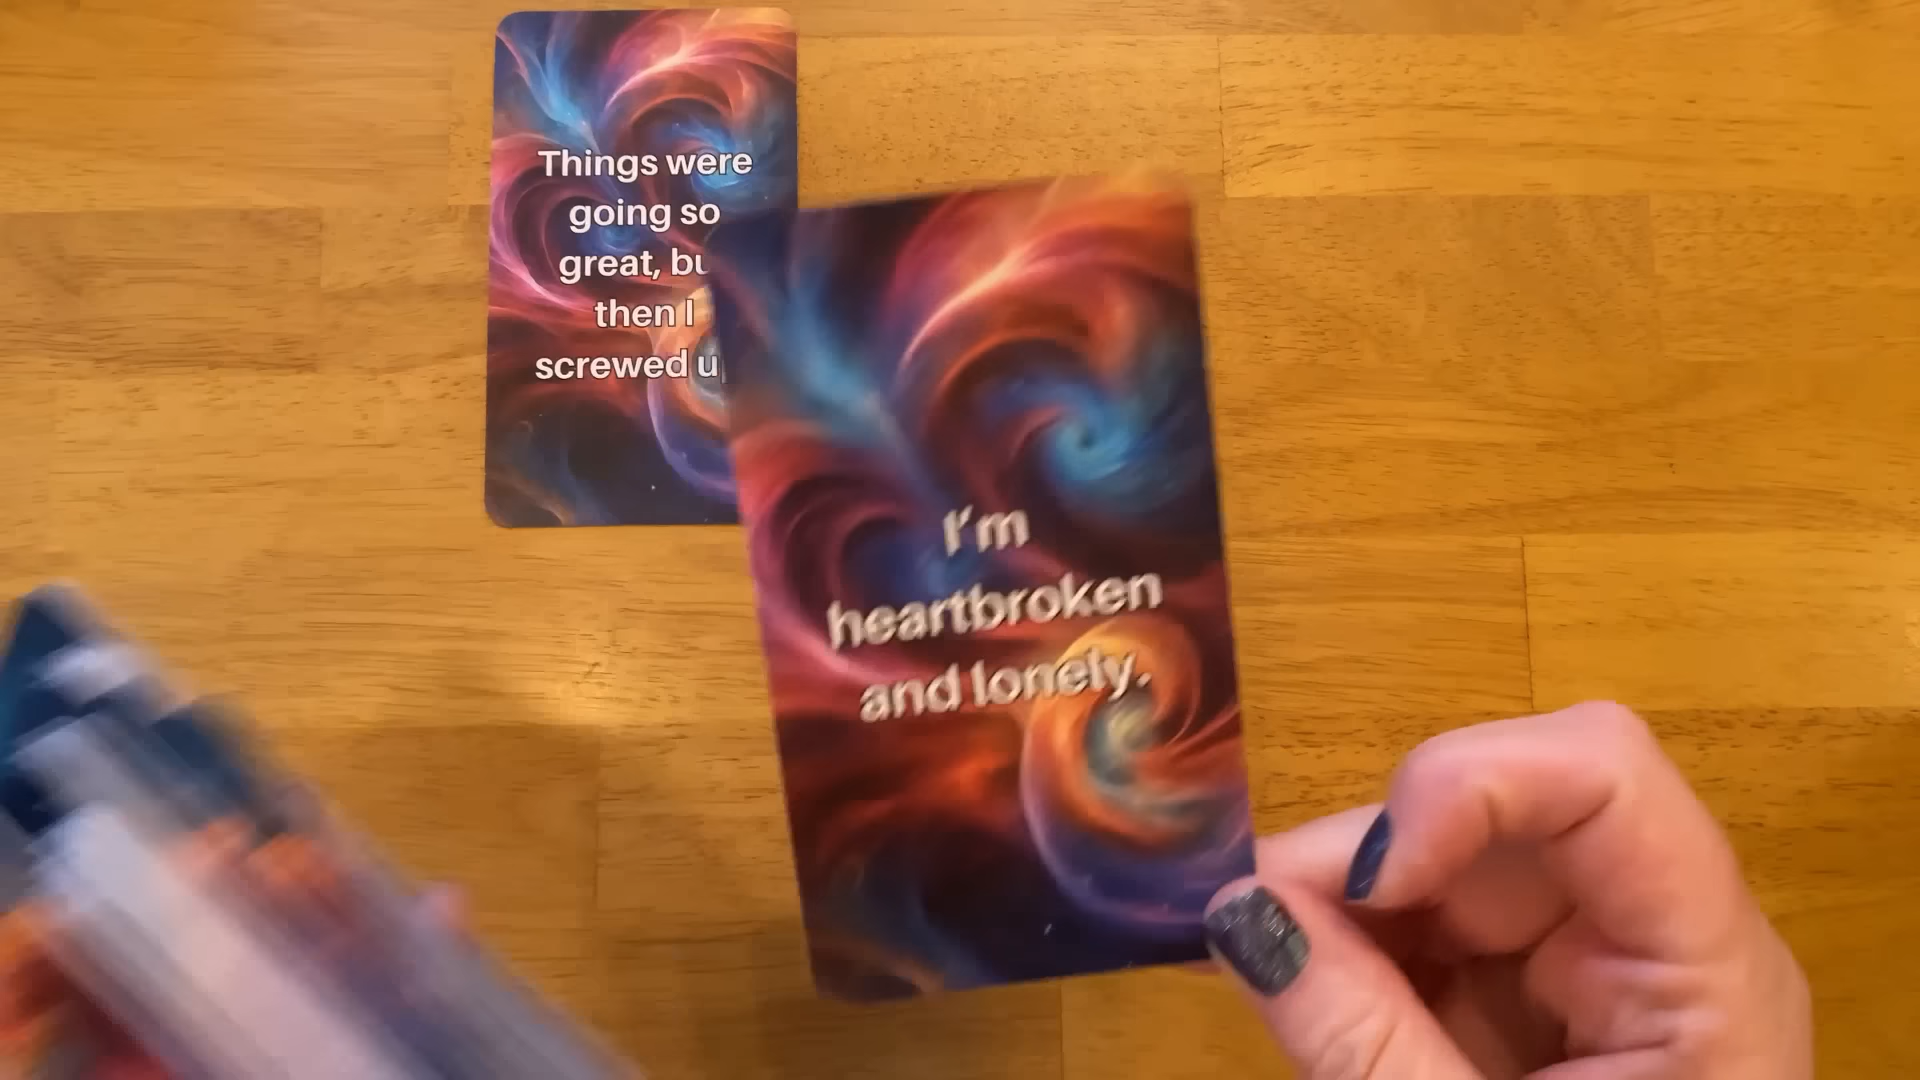 Things were
going so
great, bu
then I
screwed u
I'm
heartbroken
and lonely.